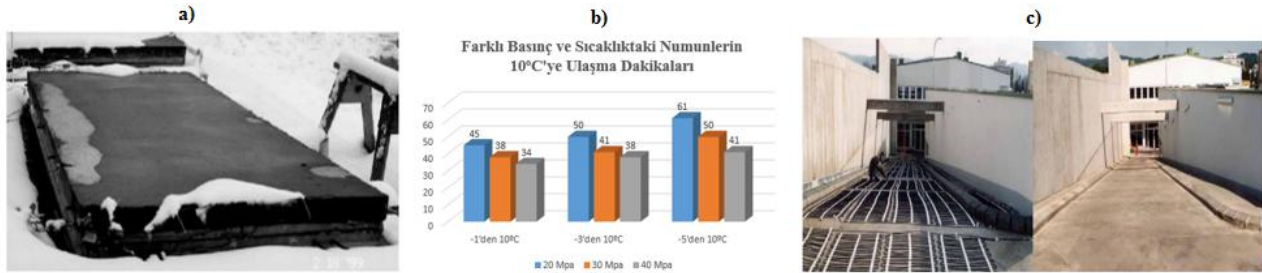 a)
b)
c)
Farklı Basınç ve Sıcaklıktaki Numunlerin
10°C'ye Ulaşma Dakikaları
70
60
50
40
30
20
10
0
45
38
34
50
41
38
61
50
41
-1'den 10ºC
-3'den 10ºC
-5'den 10ºC
20 Mpa 30 Mpa 40 Mpa